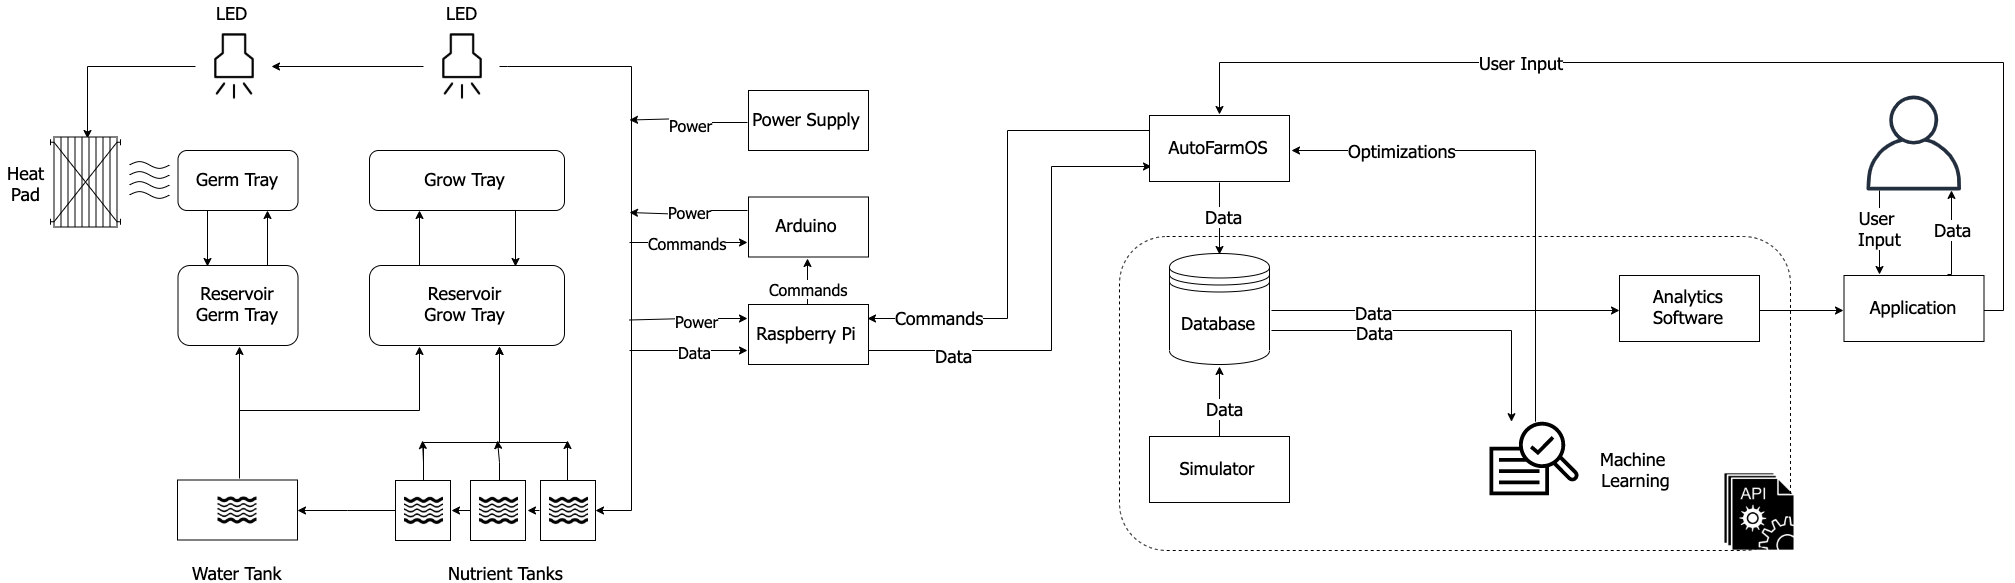 LED
LED
User Input
Power Supply
Power
AutoFarmOS
Optimizations
Heat
Pad
Germ Tray
Grow Tray
Power
Arduino
Commands
Data
User
Input
Data
Commands
Reservoir
Germ Tray
Reservoir
Grow Tray
Power
Raspberry Pi
Data
Commands
Data
Database
Data
Data
Analytics
Software
Application
Data
Simulator
Machine
Learning
API
Water Tank
Nutrient Tanks